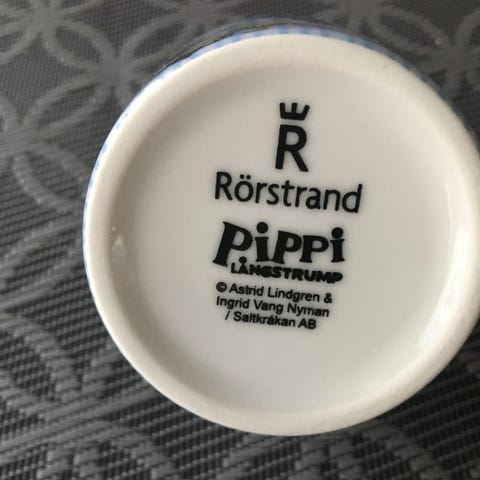 R
Rörstrand
PiPPi
LÅNGSTRUMP
© Astrid Lindgren &
Ingrid Vang Nyman
/ Saltkråkan AB